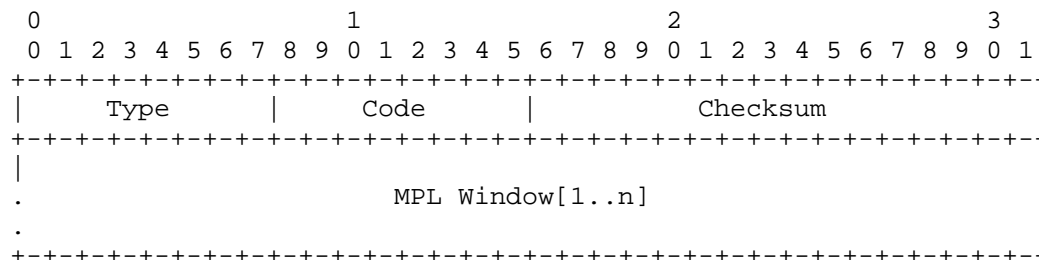 0                   1                   2                   3
 0 1 2 3 4 5 6 7 8 9 0 1 2 3 4 5 6 7 8 9 0 1 2 3 4 5 6 7 8 9 0 1
+-+-+-+-+-+-+-+-+-+-+-+-+-+-+-+-+-+-+-+-+-+-+-+-+-+-+-+-+-+-+-+-
|     Type      |     Code      |          Checksum
+-+-+-+-+-+-+-+-+-+-+-+-+-+-+-+-+-+-+-+-+-+-+-+-+-+-+-+-+-+-+-+-
|
.                       MPL Window[1..n]
.
+-+-+-+-+-+-+-+-+-+-+-+-+-+-+-+-+-+-+-+-+-+-+-+-+-+-+-+-+-+-+-+-